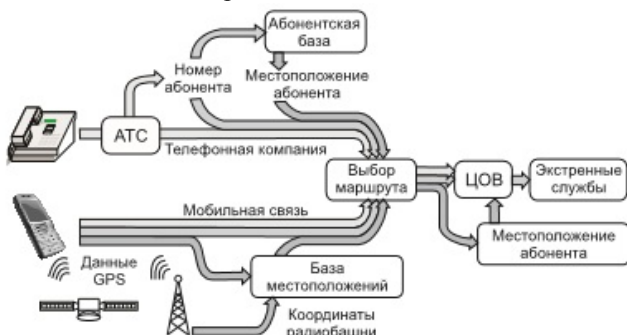 Абонентская
база
Номер
абонента
Местоположение
абонента
АТС
Телефонная компания
Выбор
маршрута
ЦОВ
Экстренные
службы
Мобильная связь
Местоположение
абонента
Данные
GPS
База
местоположений
Координаты
радиобашни